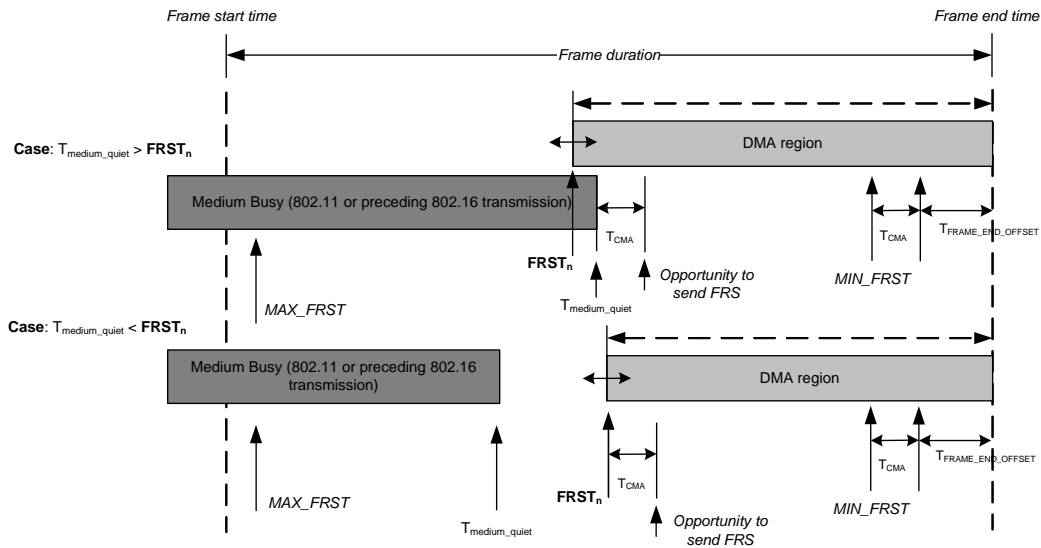 Frame start time
Frame end time
Frame duration
Case: T_medium_quiet > FRST_n
DMA region
Medium Busy (802.11 or preceding 802.16 transmission)
T_CMA
T_CMA
T_FRAME_END_OFFSET
FRST_n
Opportunity to
send FRS
MIN_FRST
MAX_FRST
T_medium_quiet
Case: T_medium_quiet < FRST_n
Medium Busy (802.11 or preceding 802.16
transmission)
DMA region
T_CMA
T_CMA
T_FRAME_END_OFFSET
FRST_n
MAX_FRST
MIN_FRST
T_medium_quiet
Opportunity to
send FRS